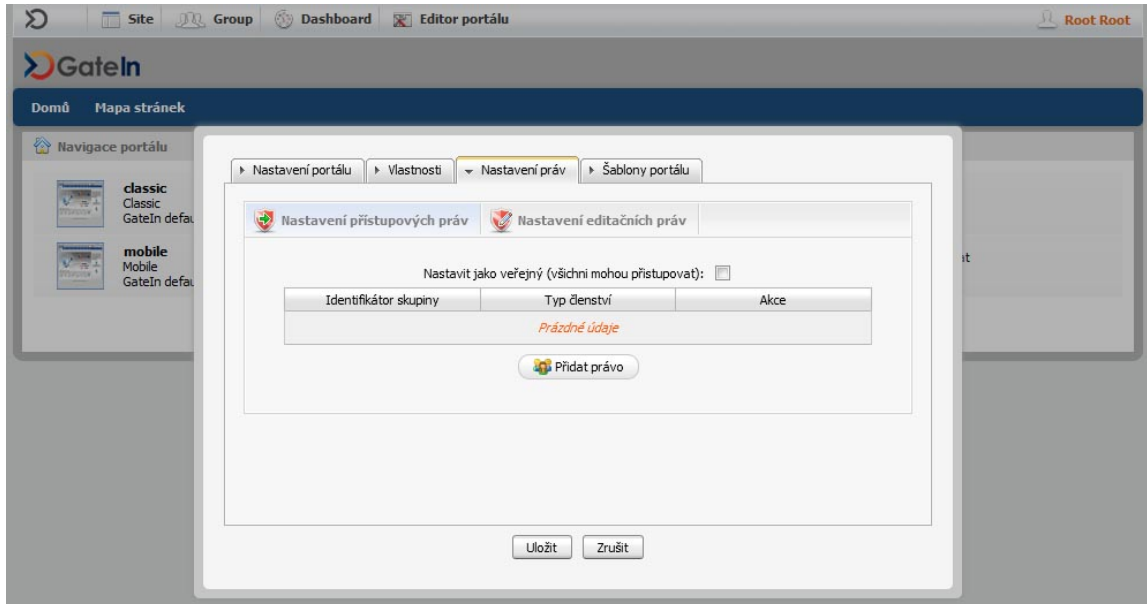 Site Group Dashboard Editor portálu Root Root
GateIn
Domů Mapa stránek
Navigace portálu
classic
Classic
GateIn defau
mobile
Mobile
GateIn defau
at
Nastavení portálu Vlastnosti Nastavení práv Šablony portálu
Nastavení přístupových práv Nastavení editačních práv
Nastavit jako veřejný (všichni mohou přistupovat):
Identifikátor skupiny Typ členství Akce
Prázdné údaje
Přidat právo
Uložit Zrušit